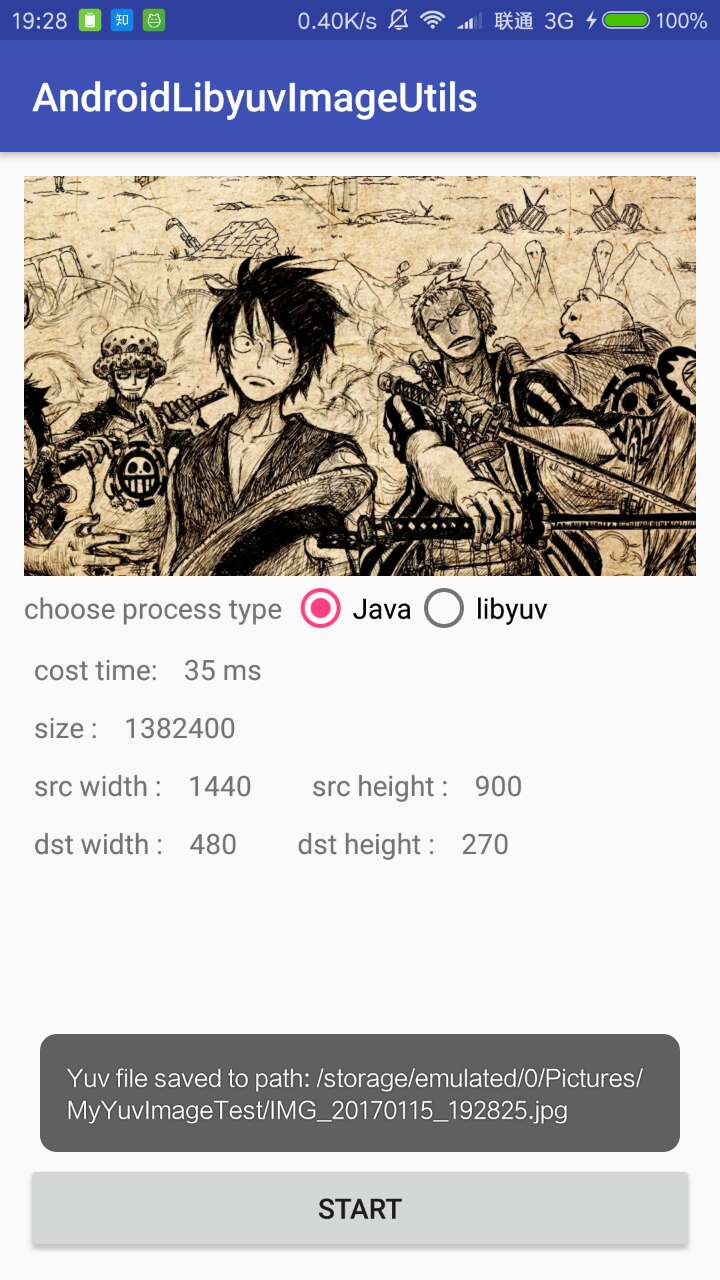 19:28 知 0.40K/s 联通 3G 100%
AndroidLibyuvImageUtils
choose process type Java libyuv
cost time: 35 ms
size : 1382400
src width : 1440 src height : 900
dst width : 480 dst height : 270
Yuv file saved to path: /storage/emulated/0/Pictures/
MyYuvImageTest/IMG_20170115_192825.jpg
START